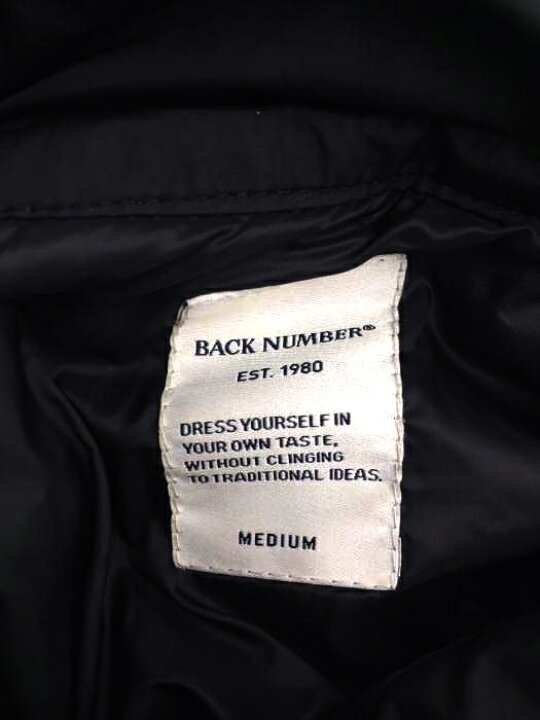 BACK NUMBER®
EST. 1980
DRESS YOURSELF IN
YOUR OWN TASTE,
WITHOUT CLINGING
TO TRADITIONAL IDEAS.
MEDIUM